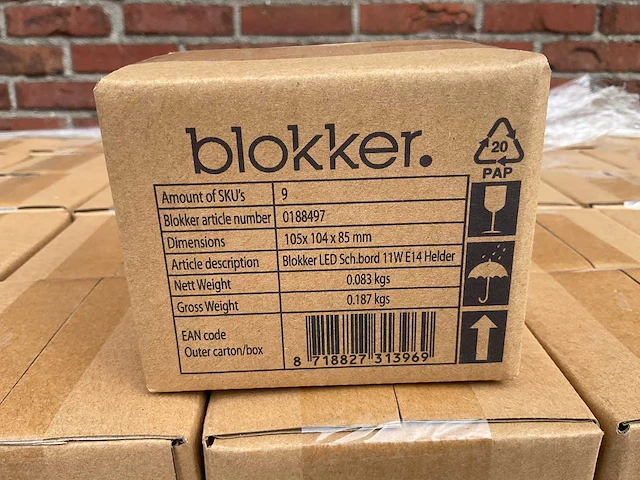 blokker.
20
PAP
Amount of SKU's 9
Blokker article number 0188497
Dimensions 105x 104 x 85 mm
Article description Blokker LED Sch.bord 11W E14 Helder
Nett Weight 0.083 kgs
Gross Weight 0.187 kgs
EAN code
Outer carton/box
8 718827 313969